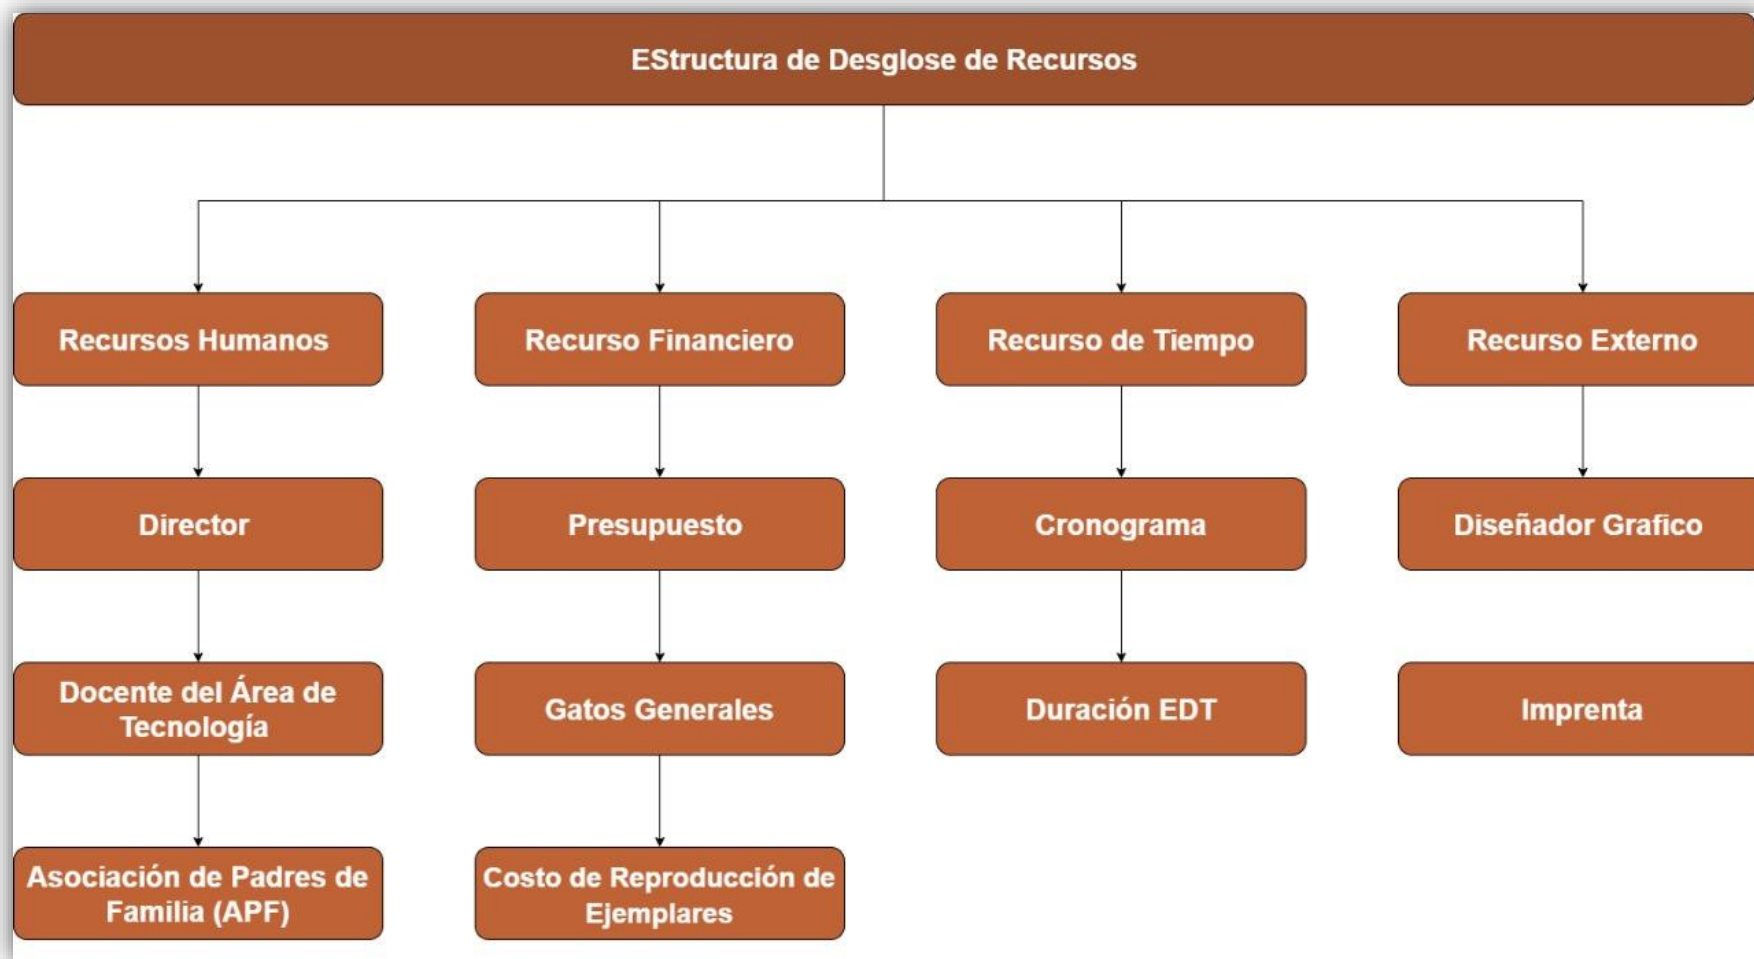 EStructura de Desglose de Recursos
Recursos Humanos
Recurso Financiero
Recurso de Tiempo
Recurso Externo
Director
Presupuesto
Cronograma
Diseñador Grafico
Docente del Área de
Tecnología
Gatos Generales
Duración EDT
Imprenta
Asociación de Padres de
Familia (APF)
Costo de Reproducción de
Ejemplares